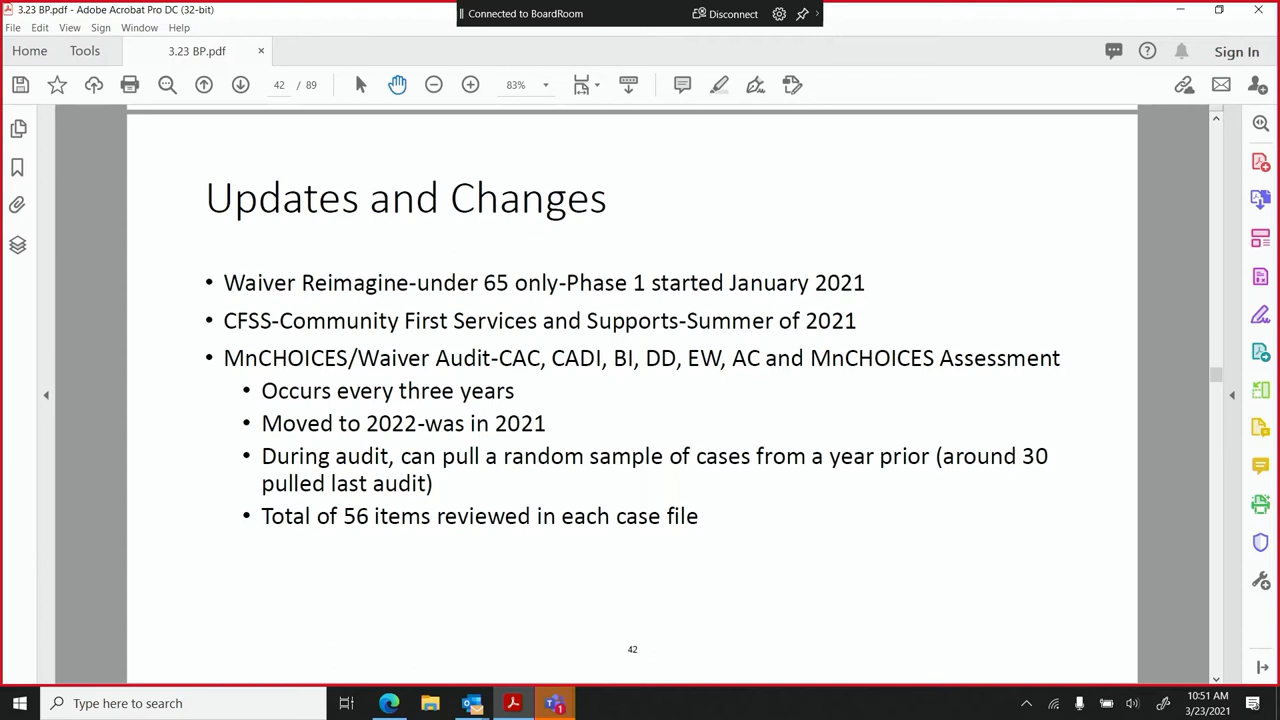 3.23 BP.pdf - Adobe Acrobat Pro DC (32-bit)
Connected to BoardRoom
Disconnect
File Edit View Sign Window Help
Home Tools 3.23 BP.pdf
Sign In
42 / 89
83%
Updates and Changes
• Waiver Reimagine-under 65 only-Phase 1 started January 2021
• CFSS-Community First Services and Supports-Summer of 2021
• MnCHOICES/Waiver Audit-CAC, CADI, BI, DD, EW, AC and MnCHOICES Assessment
• Occurs every three years
• Moved to 2022-was in 2021
• During audit, can pull a random sample of cases from a year prior (around 30
pulled last audit)
• Total of 56 items reviewed in each case file
42
Type here to search
10:51 AM
3/23/2021